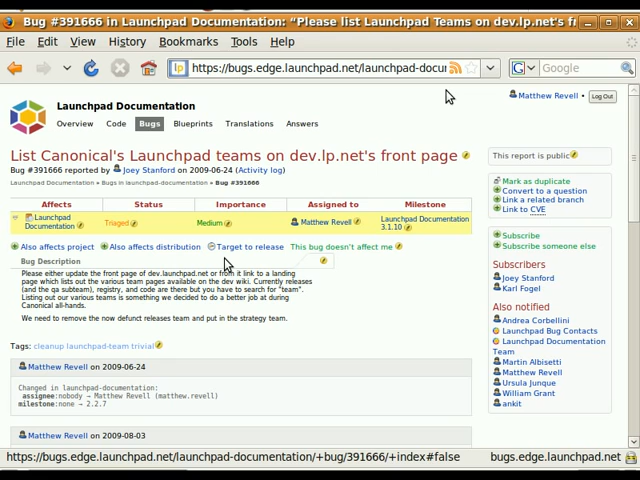 Bug #391666 in Launchpad Documentation: “Please list Launchpad Teams on dev.lp.net's fr
File Edit View History Bookmarks Tools Help
lp https://bugs.edge.launchpad.net/launchpad-docu
G Google
Matthew Revell • Log Out
Launchpad Documentation
Overview Code Bugs Blueprints Translations Answers
List Canonical's Launchpad teams on dev.lp.net's front page
Bug #391666 reported by Joey Stanford on 2009-06-24 (Activity log)
Launchpad Documentation » Bugs in launchpad-documentation » Bug #391666
Affects Status Importance Assigned to Milestone
Launchpad Documentation Triaged Medium Matthew Revell Launchpad Documentation 3.1.10
Also affects project Also affects distribution Target to release This bug doesn't affect me
Bug Description
Please either update the front page of dev.launchpad.net or from it link to a landing
page which lists out the various team pages available on the dev wiki. Currently releases
(and the qa subteam), registry, and code are there but you have to search for "team".
Listing our various teams is something we decided to do a better job at during
Canonical all-hands.
We need to remove the now defunct releases team and put in the strategy team.
Tags: cleanup launchpad-team trivial
Matthew Revell on 2009-06-24
Changed in launchpad-documentation:
assignee:nobody → Matthew Revell (matthew.revell)
milestone:none → 2.2.7
Matthew Revell on 2009-08-03
This report is public
Mark as duplicate
Convert to a question
Link a related branch
Link to CVE
Subscribe
Subscribe someone else
Subscribers
Joey Stanford
Karl Fogel
Also notified
Andrea Corbellini
Launchpad Bug Contacts
Launchpad Documentation
Team
Martin Albisetti
Matthew Revell
Ursula Junque
William Grant
ankit
https://bugs.edge.launchpad.net/launchpad-documentation/+bug/391666/+index#false bugs.edge.launchpad.net